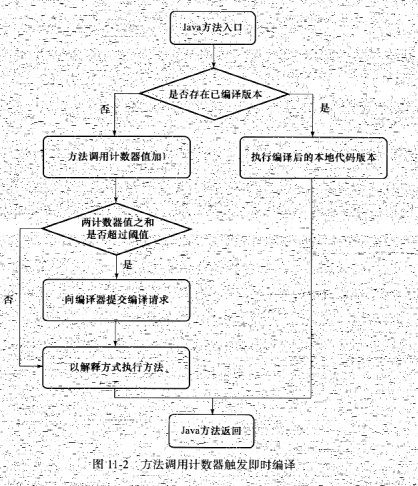 Java方法入口
是否存在已编译版本
否
是
方法调用计数器值加1
执行编译后的本地代码版本
两计数器值之和
是否超过阈值
是
否
向编译器提交编译请求
以解释方式执行方法
Java方法返回
图 11-2 方法调用计数器触发即时编译